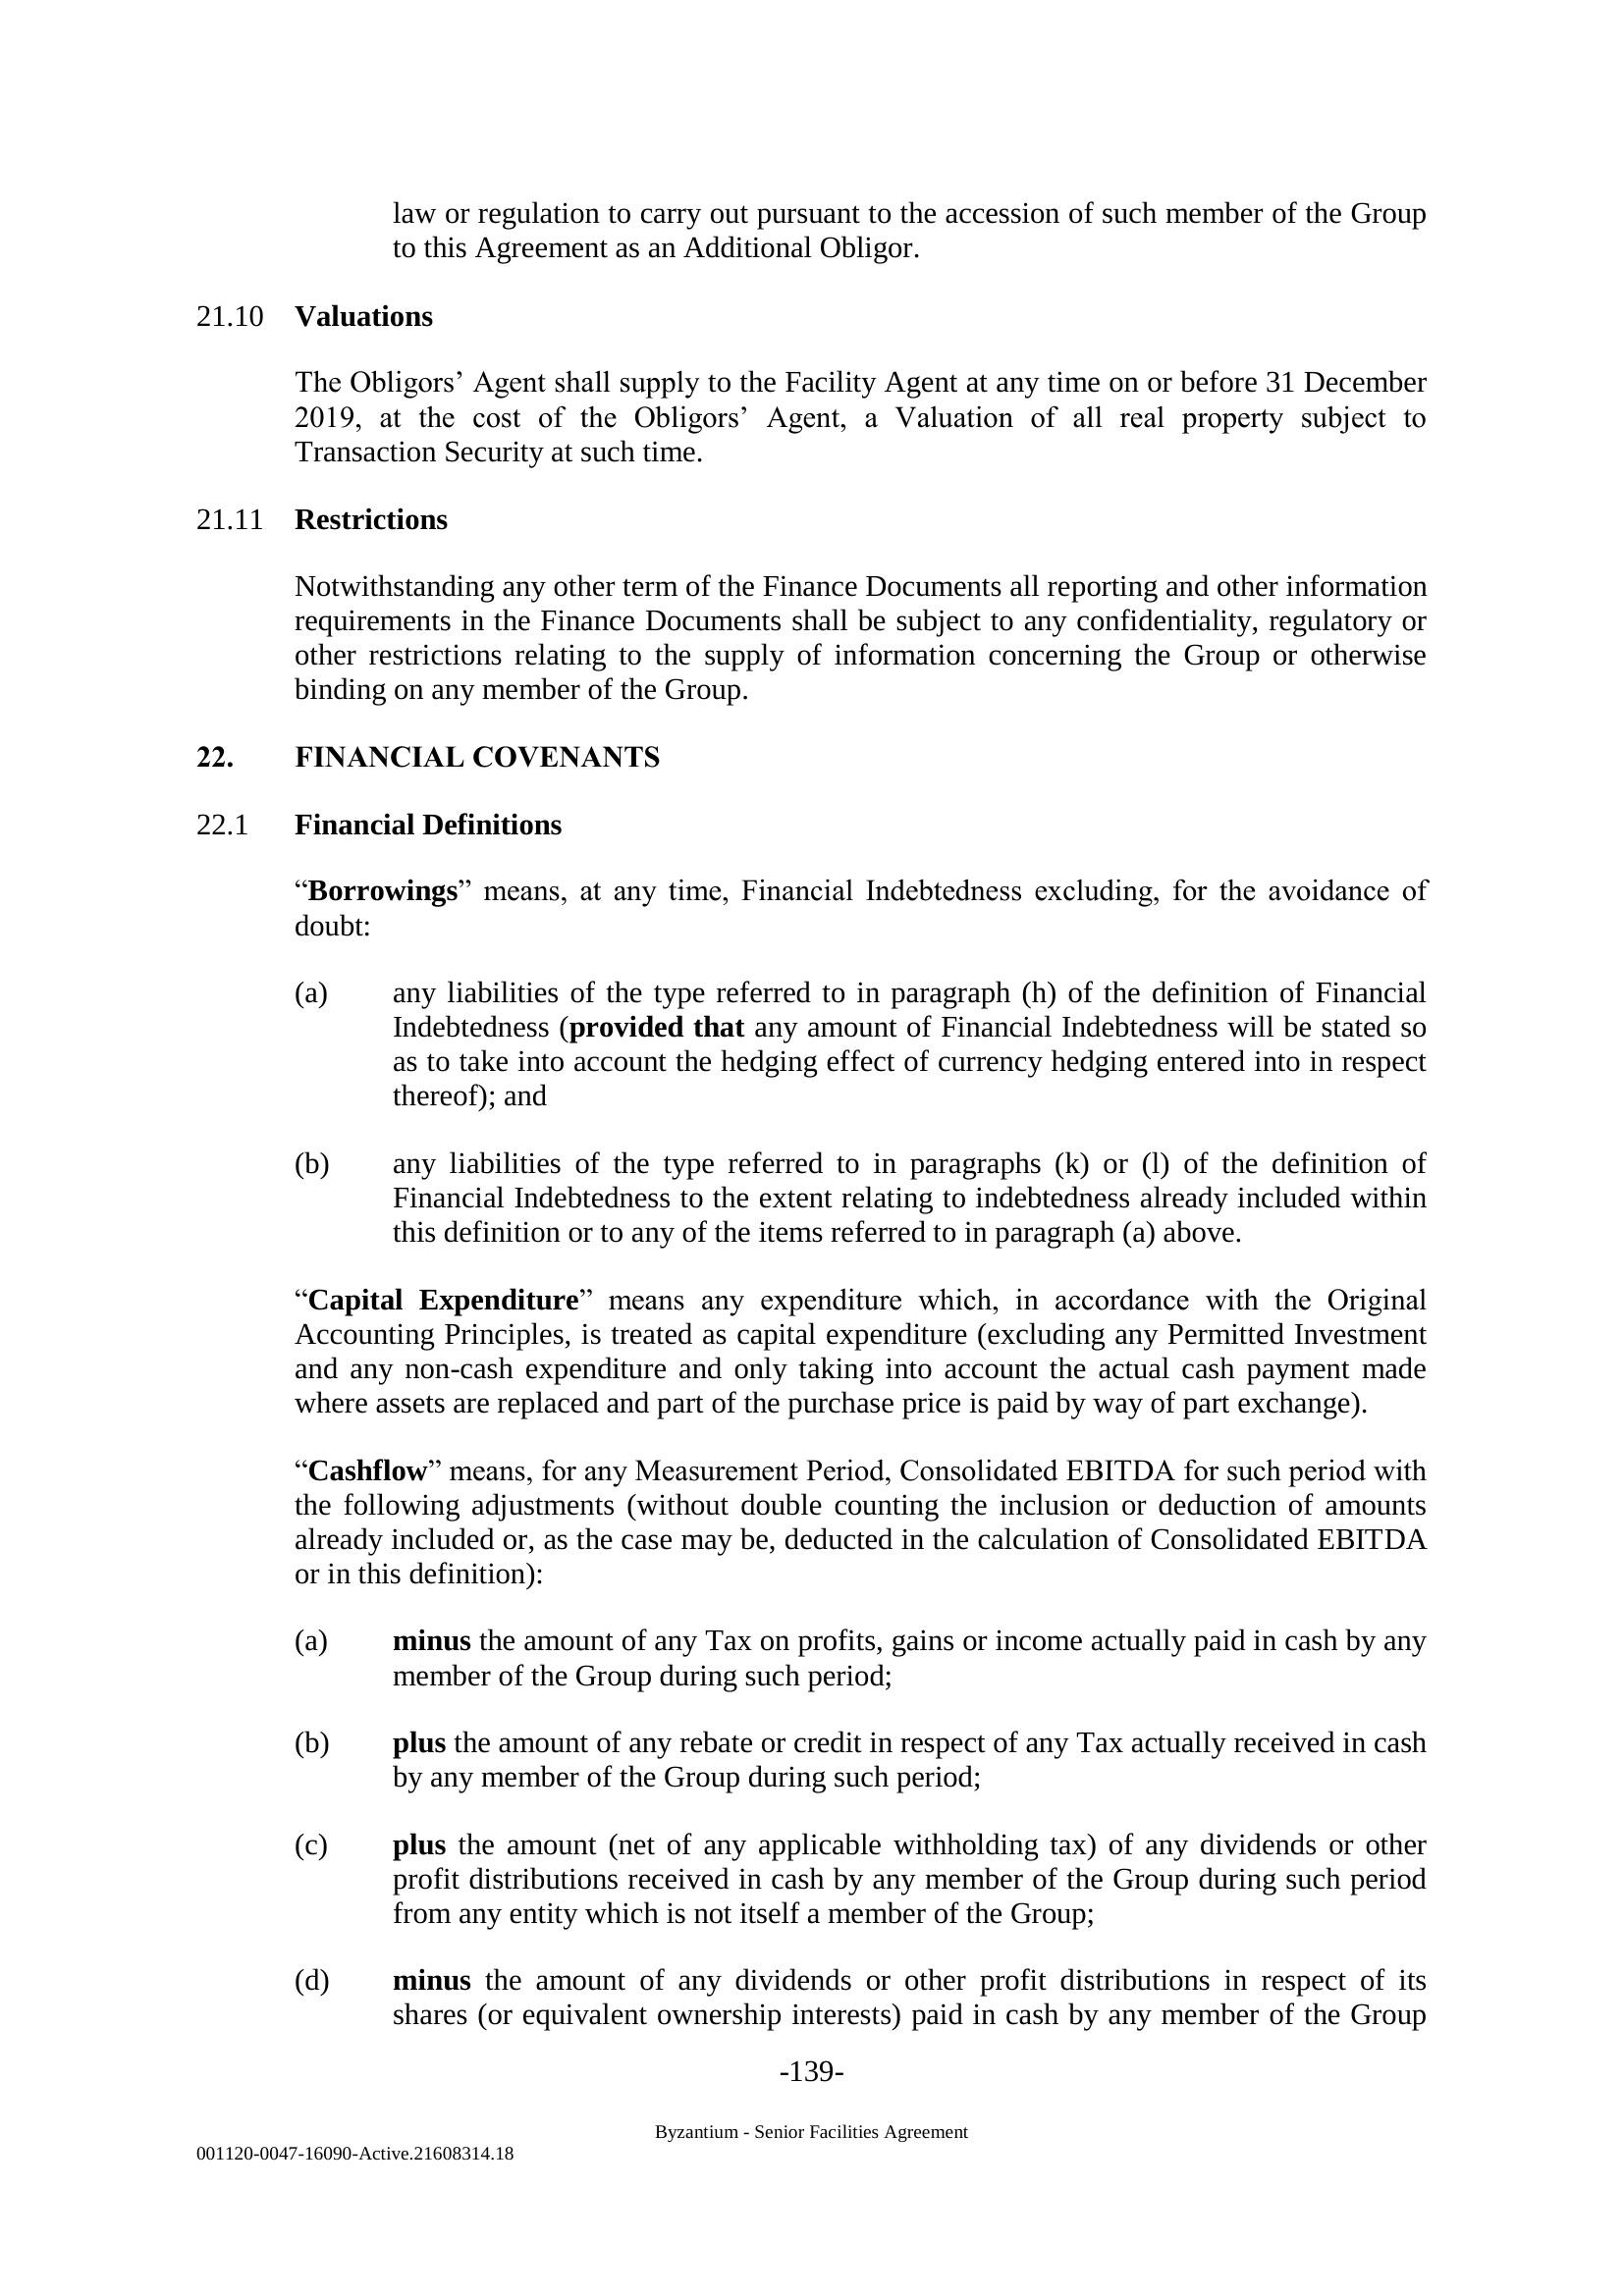 law or regulation to carry out pursuant to the accession of such member of the Group
to this Agreement as an Additional Obligor.
21.10 Valuations
The Obligors’ Agent shall supply to the Facility Agent at any time on or before 31 December
2019, at the cost of the Obligors’ Agent, a Valuation of all real property subject to
Transaction Security at such time.
21.11 Restrictions
Notwithstanding any other term of the Finance Documents all reporting and other information
requirements in the Finance Documents shall be subject to any confidentiality, regulatory or
other restrictions relating to the supply of information concerning the Group or otherwise
binding on any member of the Group.
22. FINANCIAL COVENANTS
22.1 Financial Definitions
“Borrowings” means, at any time, Financial Indebtedness excluding, for the avoidance of
doubt:
(a) any liabilities of the type referred to in paragraph (h) of the definition of Financial
Indebtedness (provided that any amount of Financial Indebtedness will be stated so
as to take into account the hedging effect of currency hedging entered into in respect
thereof); and
(b) any liabilities of the type referred to in paragraphs (k) or (l) of the definition of
Financial Indebtedness to the extent relating to indebtedness already included within
this definition or to any of the items referred to in paragraph (a) above.
“Capital Expenditure” means any expenditure which, in accordance with the Original
Accounting Principles, is treated as capital expenditure (excluding any Permitted Investment
and any non-cash expenditure and only taking into account the actual cash payment made
where assets are replaced and part of the purchase price is paid by way of part exchange).
“Cashflow” means, for any Measurement Period, Consolidated EBITDA for such period with
the following adjustments (without double counting the inclusion or deduction of amounts
already included or, as the case may be, deducted in the calculation of Consolidated EBITDA
or in this definition):
(a) minus the amount of any Tax on profits, gains or income actually paid in cash by any
member of the Group during such period;
(b) plus the amount of any rebate or credit in respect of any Tax actually received in cash
by any member of the Group during such period;
(c) plus the amount (net of any applicable withholding tax) of any dividends or other
profit distributions received in cash by any member of the Group during such period
from any entity which is not itself a member of the Group;
(d) minus the amount of any dividends or other profit distributions in respect of its
shares (or equivalent ownership interests) paid in cash by any member of the Group
-139-
Byzantium - Senior Facilities Agreement
001120-0047-16090-Active.21608314.18